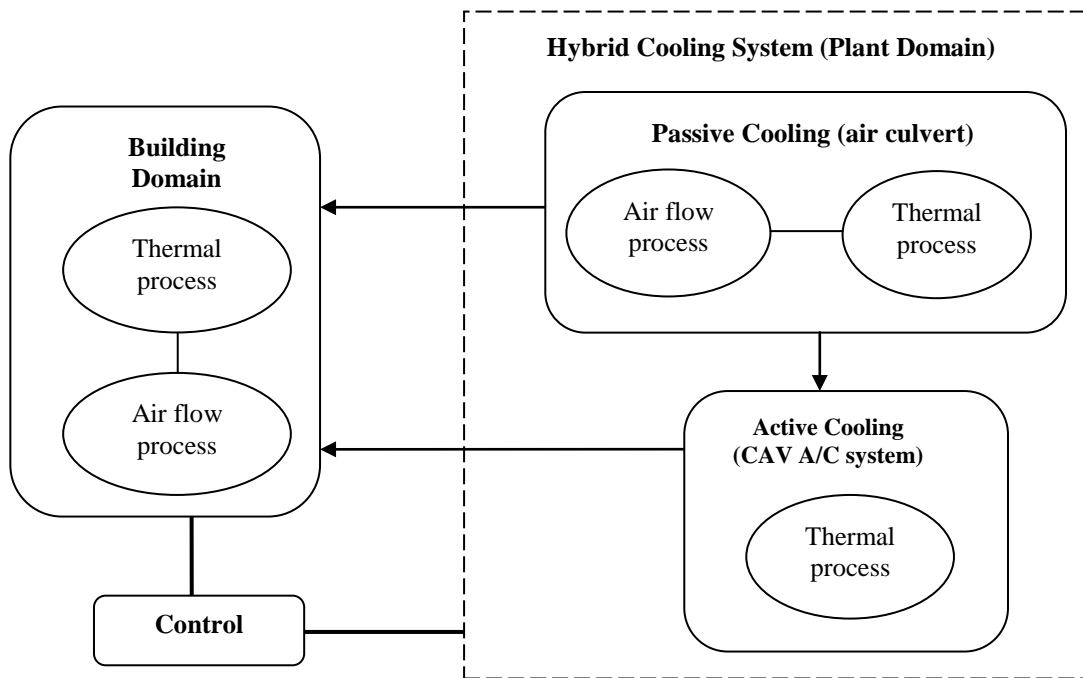 Hybrid Cooling System (Plant Domain)
Building
Domain
Thermal
process
Air flow
process
Control
Passive Cooling (air culvert)
Air flow
process
Thermal
process
Active Cooling
(CAV A/C system)
Thermal
process